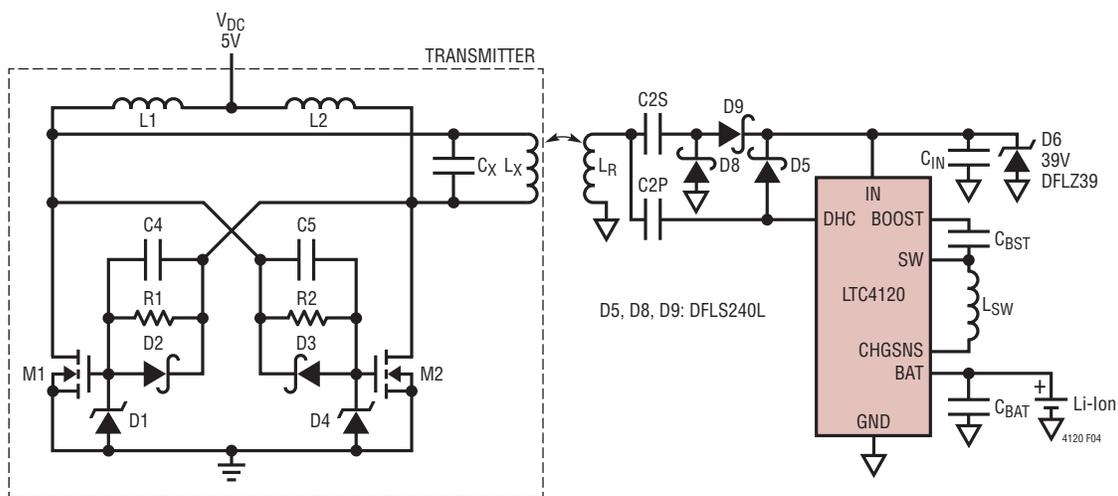 V_DC
5V
TRANSMITTER
L1
L2
C_X
L_X
L_R
C2S
D9
D8
D5
C2P
C_IN
D6
39V
DFLZ39
IN
DHC
BOOST
SW
LTC4120
CHGSNS
BAT
GND
C_BST
L_SW
C_BAT
+
Li-Ion
4120 F04
D5, D8, D9: DFLS240L
C4
C5
R1
R2
D2
D3
M1
M2
D1
D4